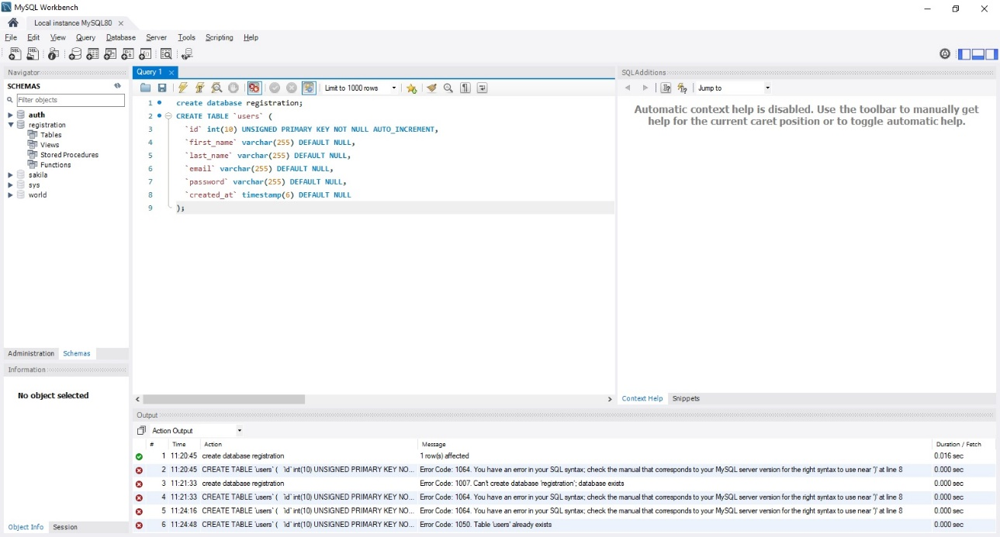 MySQL Workbench
Local instance MySQL80
File Edit View Query Database Server Tools Scripting Help
Navigator
SCHEMAS
Filter objects
auth
registration
Tables
Views
Stored Procedures
Functions
sakila
sys
world
Administration Schemas
Information
No object selected
Object Info Session
Query 1
Limit to 1000 rows
1 create database registration;
2 CREATE TABLE `users` (
3 `id` int(10) UNSIGNED PRIMARY KEY NOT NULL AUTO_INCREMENT,
4 `first_name` varchar(255) DEFAULT NULL,
5 `last_name` varchar(255) DEFAULT NULL,
6 `email` varchar(255) DEFAULT NULL,
7 `password` varchar(255) DEFAULT NULL,
8 `created_at` timestamp(6) DEFAULT NULL
9 );
SQLAdditions
Jump to
Automatic context help is disabled. Use the toolbar to manually get
help for the current caret position or to toggle automatic help.
Context Help Snippets
Output
Action Output
# Time Action Message Duration / Fetch
1 11:20:45 create database registration 1 row(s) affected 0.016 sec
2 11:20:45 CREATE TABLE `users` ( `id` int(10) UNSIGNED PRIMARY KEY NO... Error Code: 1064. You have an error in your SQL syntax; check the manual that corresponds to your MySQL server version for the right syntax to use near ')' at line 8 0.000 sec
3 11:21:33 create database registration Error Code: 1007. Can't create database 'registration'; database exists 0.000 sec
4 11:21:33 CREATE TABLE `users` ( `id` int(10) UNSIGNED PRIMARY KEY NO... Error Code: 1064. You have an error in your SQL syntax; check the manual that corresponds to your MySQL server version for the right syntax to use near ')' at line 8 0.000 sec
5 11:24:16 CREATE TABLE `users` ( `id` int(10) UNSIGNED PRIMARY KEY NO... Error Code: 1064. You have an error in your SQL syntax; check the manual that corresponds to your MySQL server version for the right syntax to use near ')' at line 8 0.000 sec
6 11:24:48 CREATE TABLE `users` ( `id` int(10) UNSIGNED PRIMARY KEY NO... Error Code: 1050. Table 'users' already exists 0.000 sec